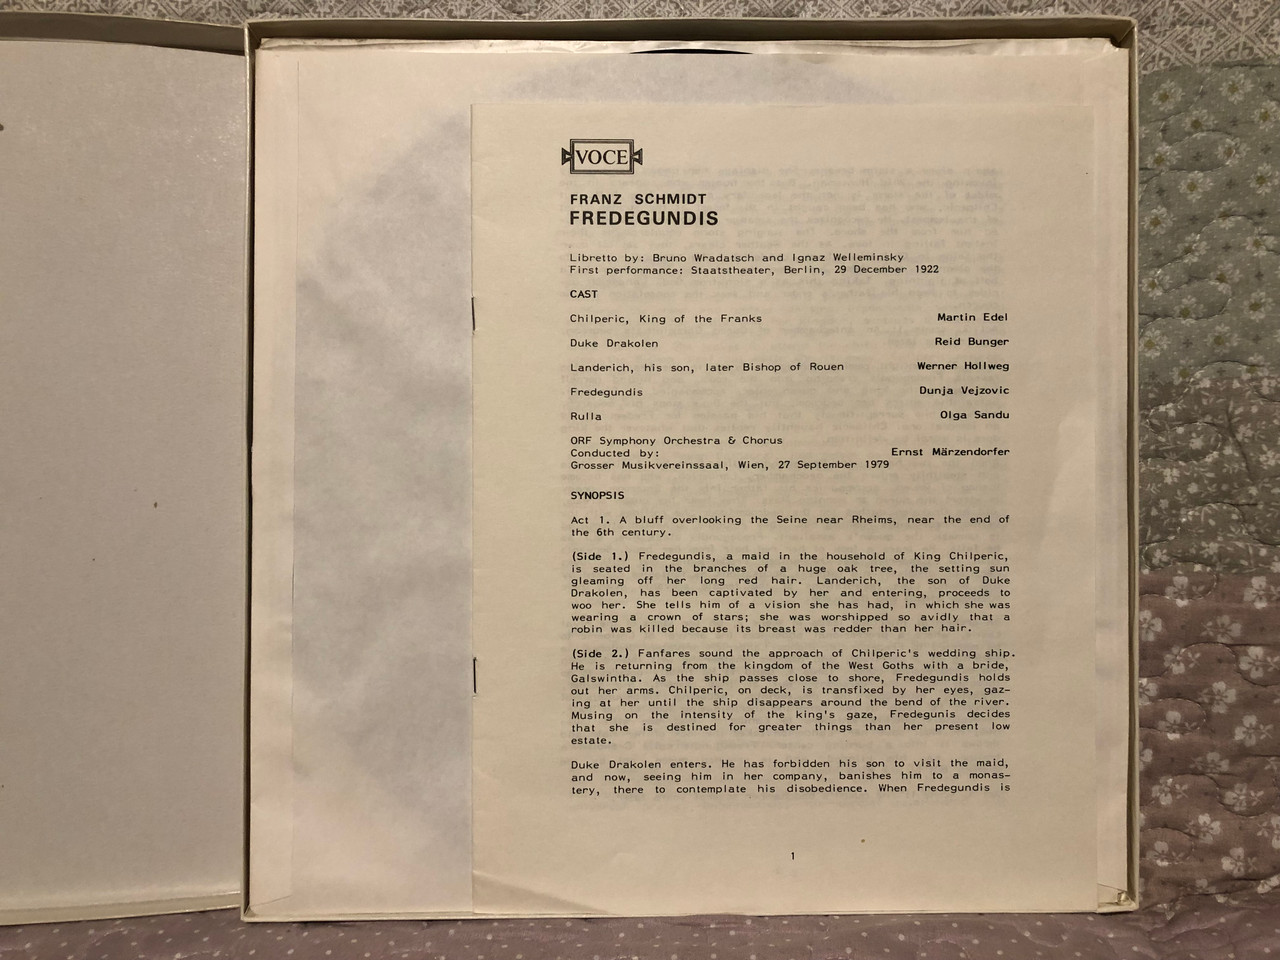 VOCE
FRANZ SCHMIDT
FREDEGUNDIS
Libretto by: Bruno Wradatsch and Ignaz Welleminsky
First performance: Staatstheater, Berlin, 29 December 1922
CAST
Chilperic, King of the Franks Martin Edel
Duke Drakolen Reid Bunger
Landerich, his son, later Bishop of Rouen Werner Hollweg
Fredegundis Dunja Vejzovic
Rulla Olga Sandu
ORF Symphony Orchestra & Chorus
Conducted by: Ernst Märzendorfer
Grosser Musikvereinssaal, Wien, 27 September 1979
SYNOPSIS
Act 1. A bluff overlooking the Seine near Rheims, near the end of
the 6th century.
(Side 1.) Fredegundis, a maid in the household of King Chilperic,
is seated in the branches of a huge oak tree, the setting sun
gleaming off her long red hair. Landerich, the son of Duke
Drakolen, has been captivated by her and entering, proceeds to
woo her. She tells him of a vision she has had, in which she was
wearing a crown of stars; she was worshipped so avidly that a
robin was killed because its breast was redder than her hair.
(Side 2.) Fanfares sound the approach of Chilperic's wedding ship.
He is returning from the kingdom of the West Goths with a bride,
Galswintha. As the ship passes close to shore, Fredegundis holds
out her arms. Chilperic, on deck, is transfixed by her eyes, gaz-
ing at her until the ship disappears around the bend of the river.
Musing on the intensity of the king's gaze, Fredegunis decides
that she is destined for greater things than her present low
estate.
Duke Drakolen enters. He has forbidden his son to visit the maid,
and now, seeing him in her company, banishes him to a monas-
tery, there to contemplate his disobedience. When Fredegundis is
1